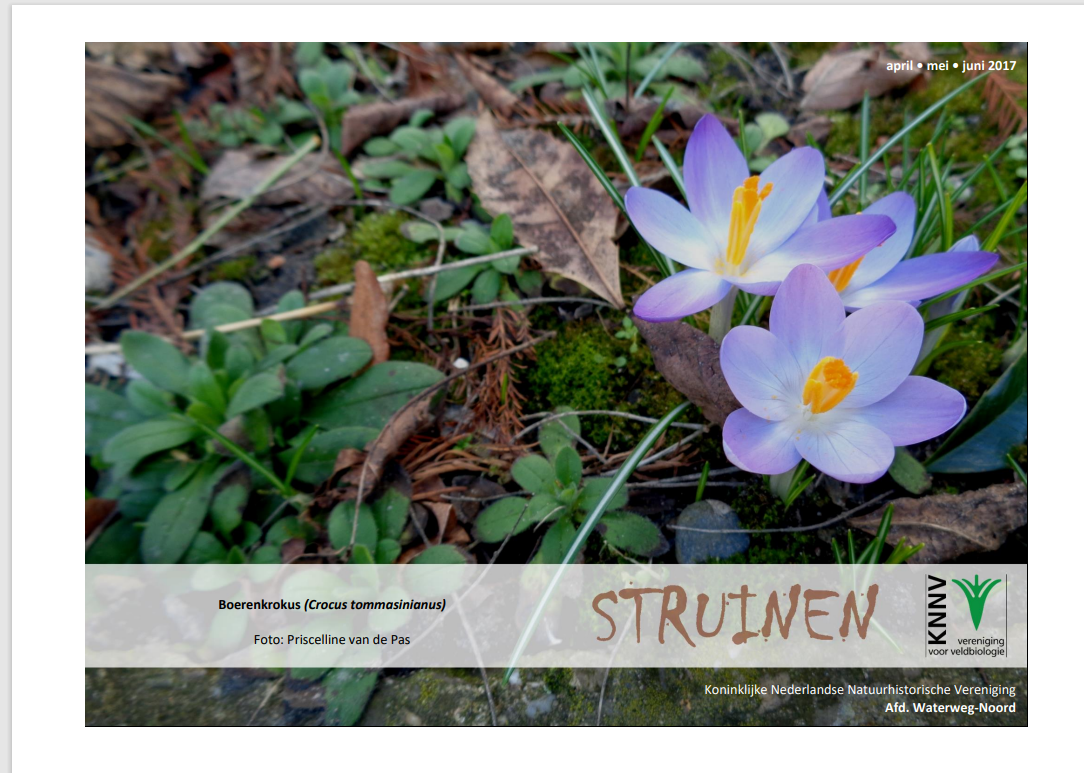 april • mei • juni 2017
Boerenkrokus (Crocus tommasinianus)
Foto: Priscelline van de Pas
STRUINEN
KNNV
vereniging
voor veldbiologie
Koninklijke Nederlandse Natuurhistorische Vereniging
Afd. Waterweg-Noord